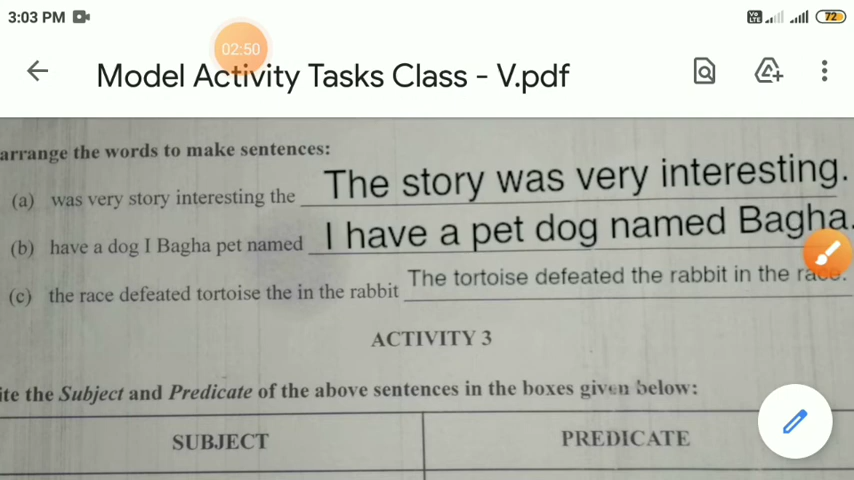 3:03 PM
Vo LTE
72
02:50
Model Activity Tasks Class - V.pdf
arrange the words to make sentences:
(a) was very story interesting the The story was very interesting.
(b) have a dog I Bagha pet named I have a pet dog named Bagha.
(c) the race defeated tortoise the in the rabbit The tortoise defeated the rabbit in the race.
ACTIVITY 3
ite the Subject and Predicate of the above sentences in the boxes given below:
SUBJECT PREDICATE